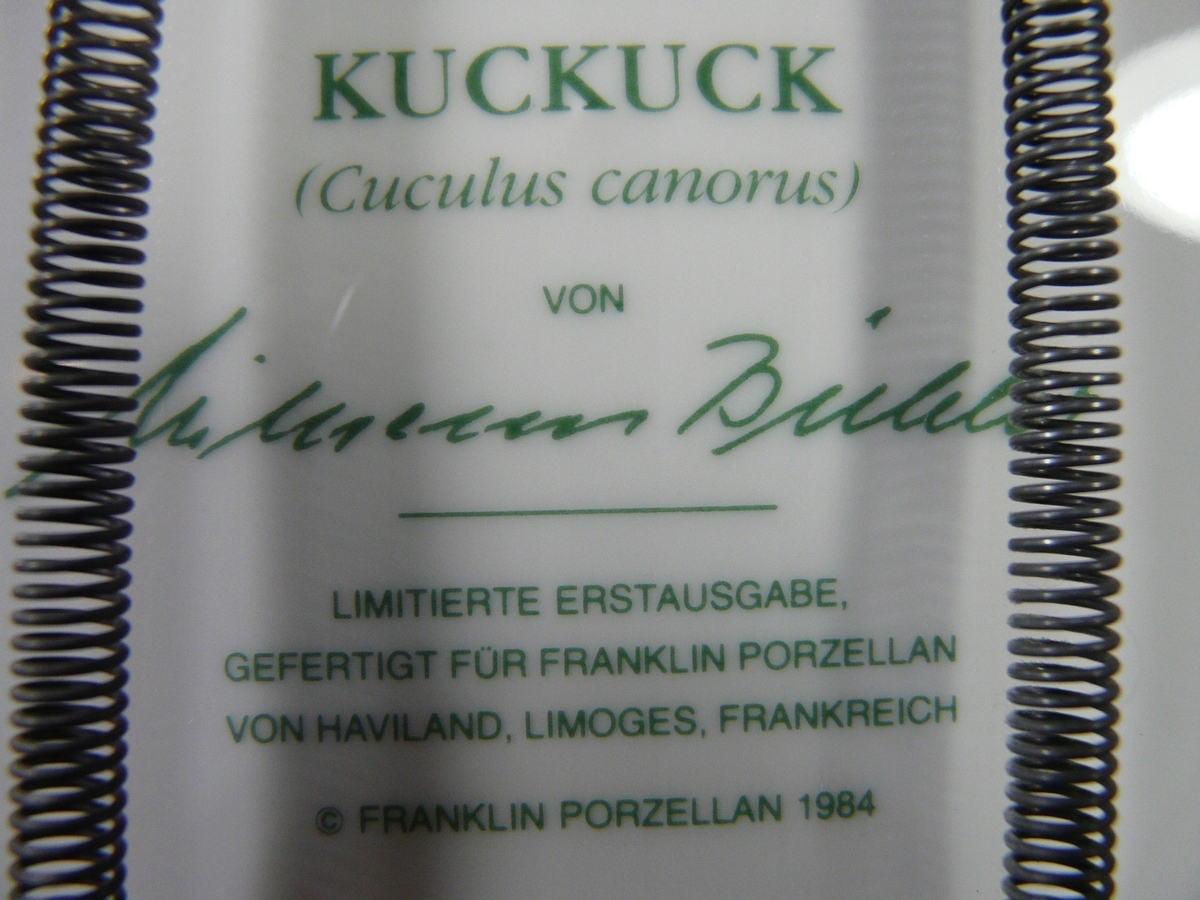 KUCKUCK
(Cuculus canorus)
VON
LIMITIERTE ERSTAUSGABE,
GEFERTIGT FÜR FRANKLIN PORZELLAN
VON HAVILAND, LIMOGES, FRANKREICH
© FRANKLIN PORZELLAN 1984